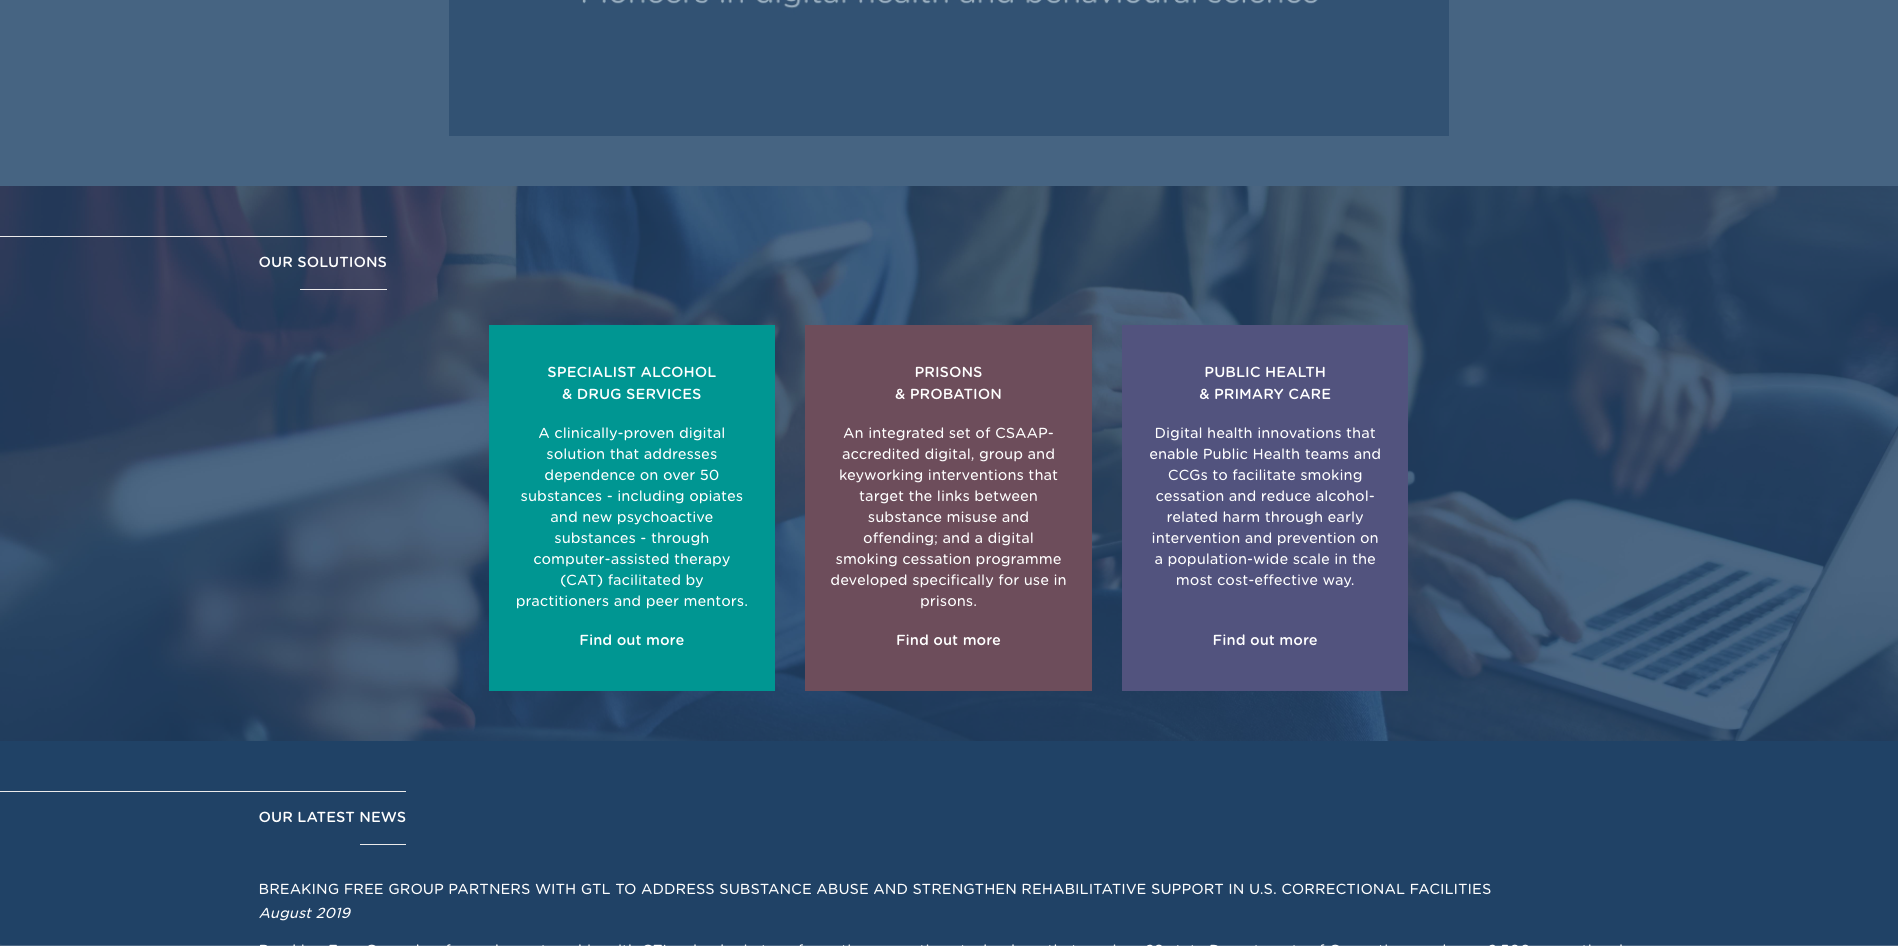 Pioneers in digital health and behavioural science
OUR SOLUTIONS
SPECIALIST ALCOHOL
& DRUG SERVICES
A clinically-proven digital
solution that addresses
dependence on over 50
substances - including opiates
and new psychoactive
substances - through
computer-assisted therapy
(CAT) facilitated by
practitioners and peer mentors.
Find out more
PRISONS
& PROBATION
An integrated set of CSAAP-
accredited digital, group and
keyworking interventions that
target the links between
substance misuse and
offending; and a digital
smoking cessation programme
developed specifically for use in
prisons.
Find out more
PUBLIC HEALTH
& PRIMARY CARE
Digital health innovations that
enable Public Health teams and
CCGs to facilitate smoking
cessation and reduce alcohol-
related harm through early
intervention and prevention on
a population-wide scale in the
most cost-effective way.
Find out more
OUR LATEST NEWS
BREAKING FREE GROUP PARTNERS WITH GTL TO ADDRESS SUBSTANCE ABUSE AND STRENGTHEN REHABILITATIVE SUPPORT IN U.S. CORRECTIONAL FACILITIES
August 2019